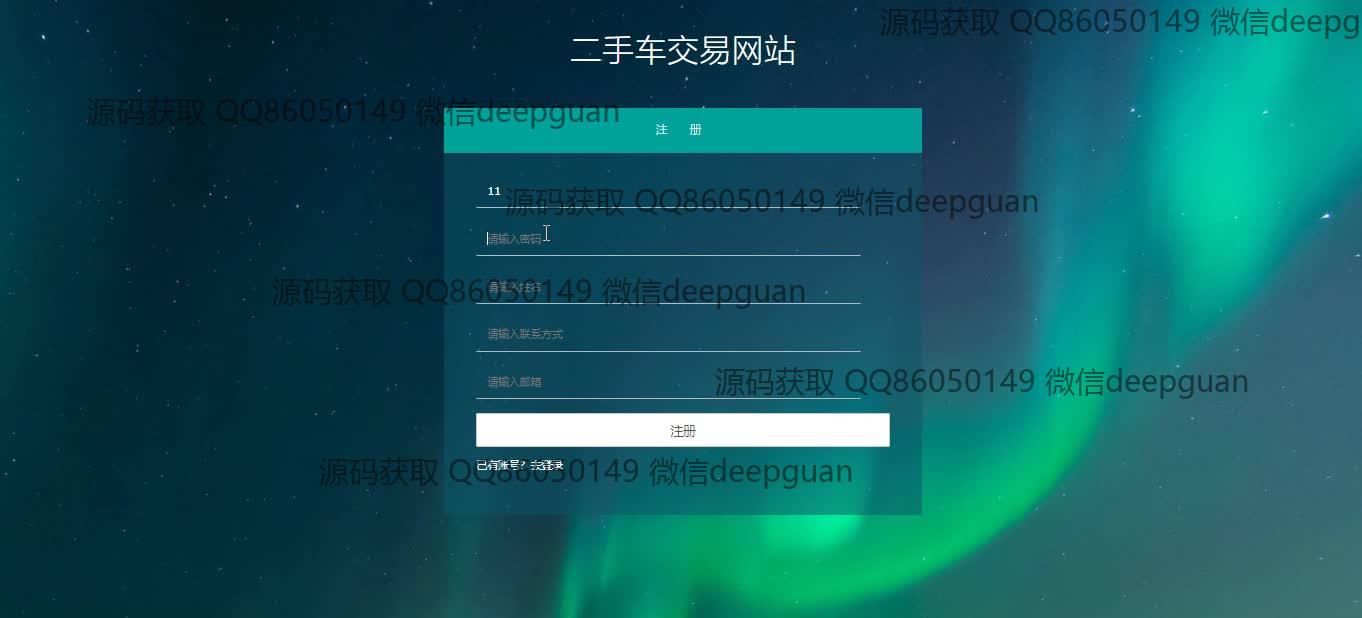 源码获取 QQ86050149 微信deepg
二手车交易网站
源码获取 QQ86050149 微信deepguan
注 册
11
源码获取 QQ86050149 微信deepguan
请输入密码
请输入姓名
源码获取 QQ86050149 微信deepguan
请输入联系方式
请输入邮箱
源码获取 QQ86050149 微信deepguan
注册
已有账号？去登录
源码获取 QQ86050149 微信deepguan